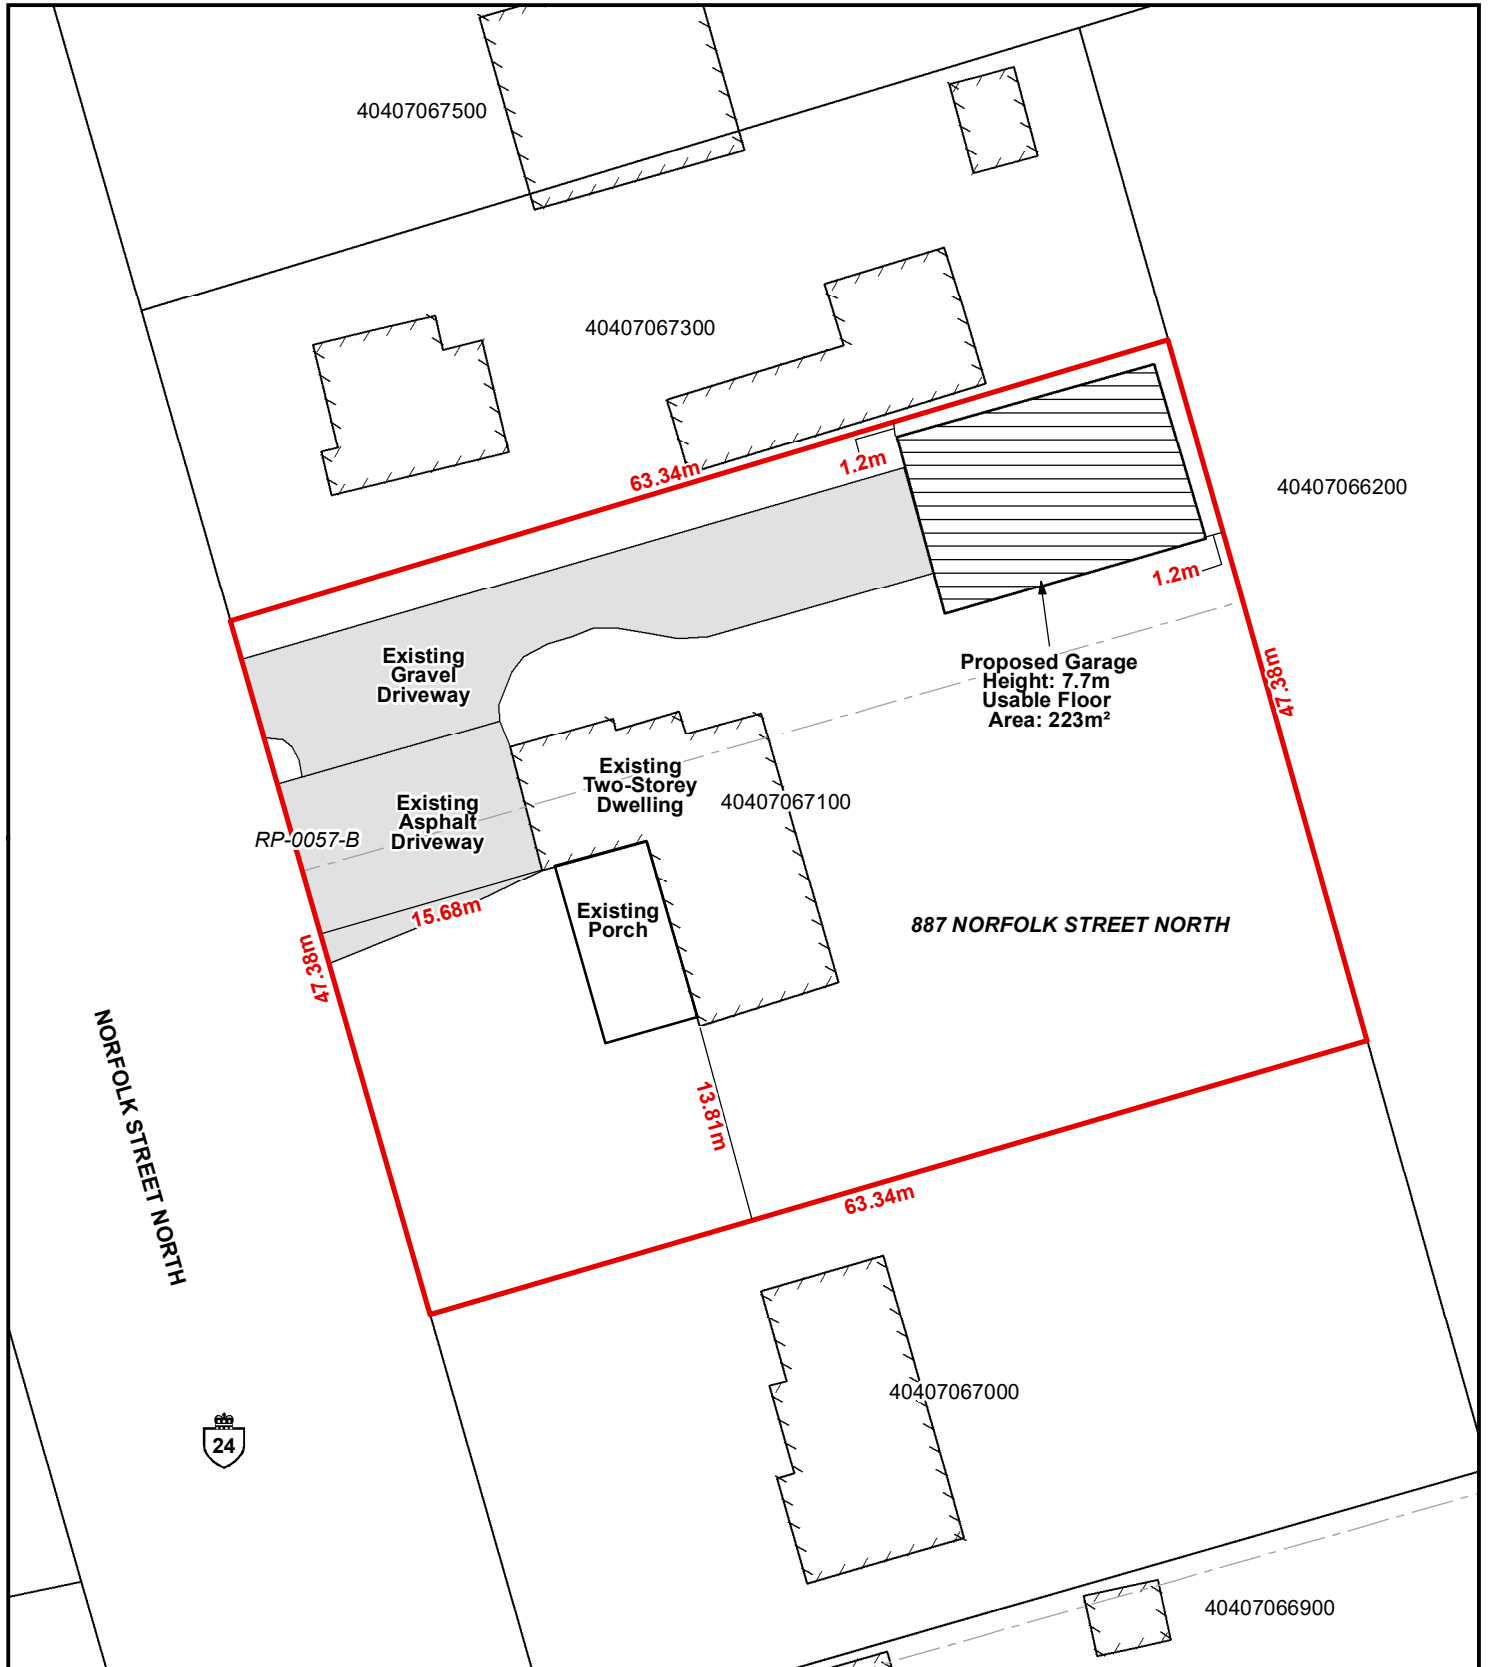 40407067500
40407067300
63.34m
1.2m
40407066200
1.2m
Existing
Gravel
Driveway
Proposed Garage
Height: 7.7m
Usable Floor
Area: 223m²
47.38m
Existing
Two-Storey
Dwelling
40407067100
Existing
Asphalt
Driveway
RP-0057-B
15.68m
Existing
Porch
887 NORFOLK STREET NORTH
47.38m
NORFOLK STREET NORTH
13.81m
63.34m
40407067000
24
40407066900